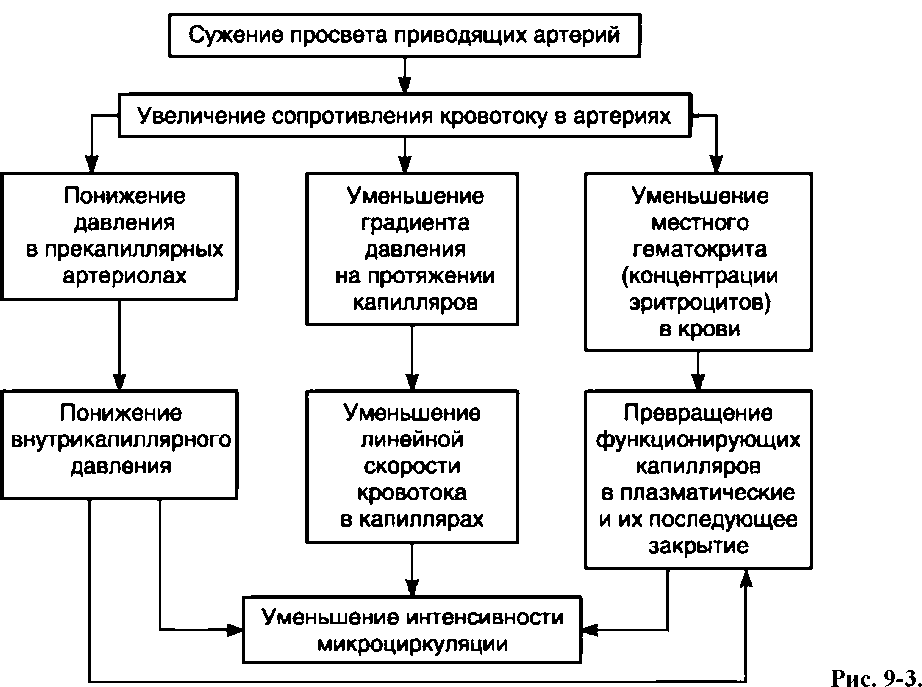 Сужение просвета приводящих артерий
Увеличение сопротивления кровотоку в артериях
Понижение
давления
в прекапиллярных
артериолах
Уменьшение
градиента
давления
на протяжении
капилляров
Уменьшение
местного
гематокрита
(концентрации
эритроцитов)
в крови
Понижение
внутрикапиллярного
давления
Уменьшение
линейной
скорости
кровотока
в капиллярах
Превращение
функционирующих
капилляров
в плазматические
и их последующее
закрытие
Уменьшение интенсивности
микроциркуляции
Рис. 9-3.